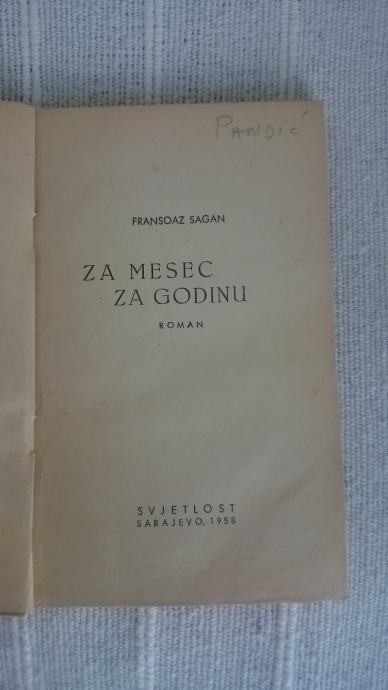 Pandić
FRANSOAZ SAGAN
ZA MESEC
ZA GODINU
ROMAN
SVJETLOST
SARAJEVO, 1958